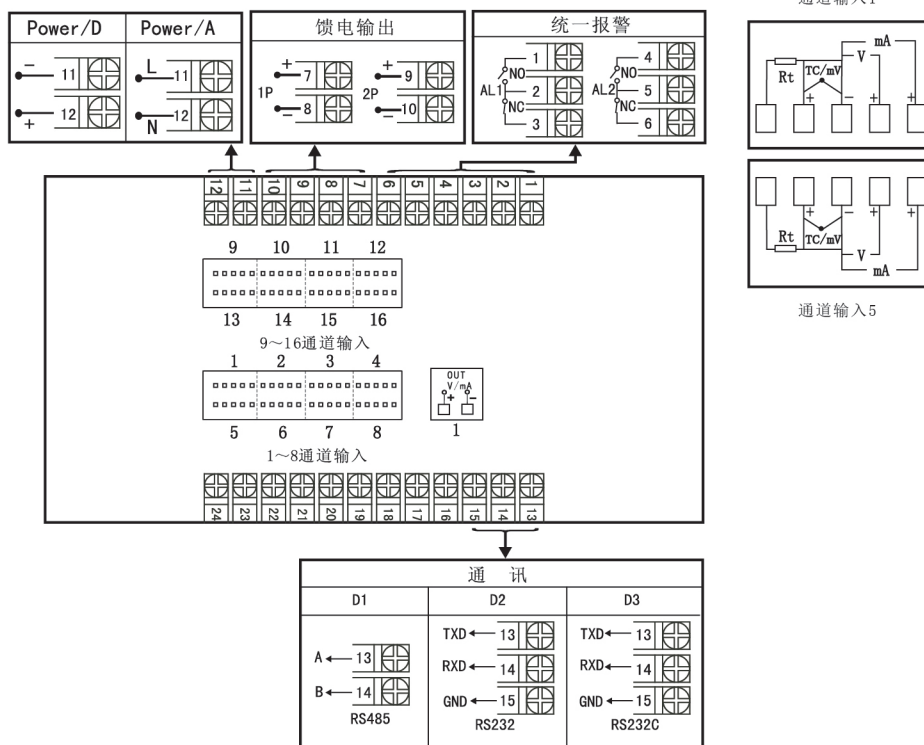 通道输入1
Power/D Power/A
- 11 L 11
+ 12 N 12
馈电输出
1P + 7 2P + 9
- 8 - 10
统一报警
1 4
NO NO
AL1 2 AL2 5
NC NC
3 6
mA
V
Rt TC/mV
+ - + +
12 11 10 9 8 7 6 5 4 3 2 1
9 10 11 12
13 14 15 16
9～16通道输入
1 2 3 4
5 6 7 8
1～8通道输入
OUT
V/mA
+ -
1
+ - + +
Rt TC/mV
V
mA
通道输入5
24 23 22 21 20 19 18 17 16 15 14 13
通 讯
D1 D2 D3
A 13
B 14
RS485
TXD 13
RXD 14
GND 15
RS232
TXD 13
RXD 14
GND 15
RS232C